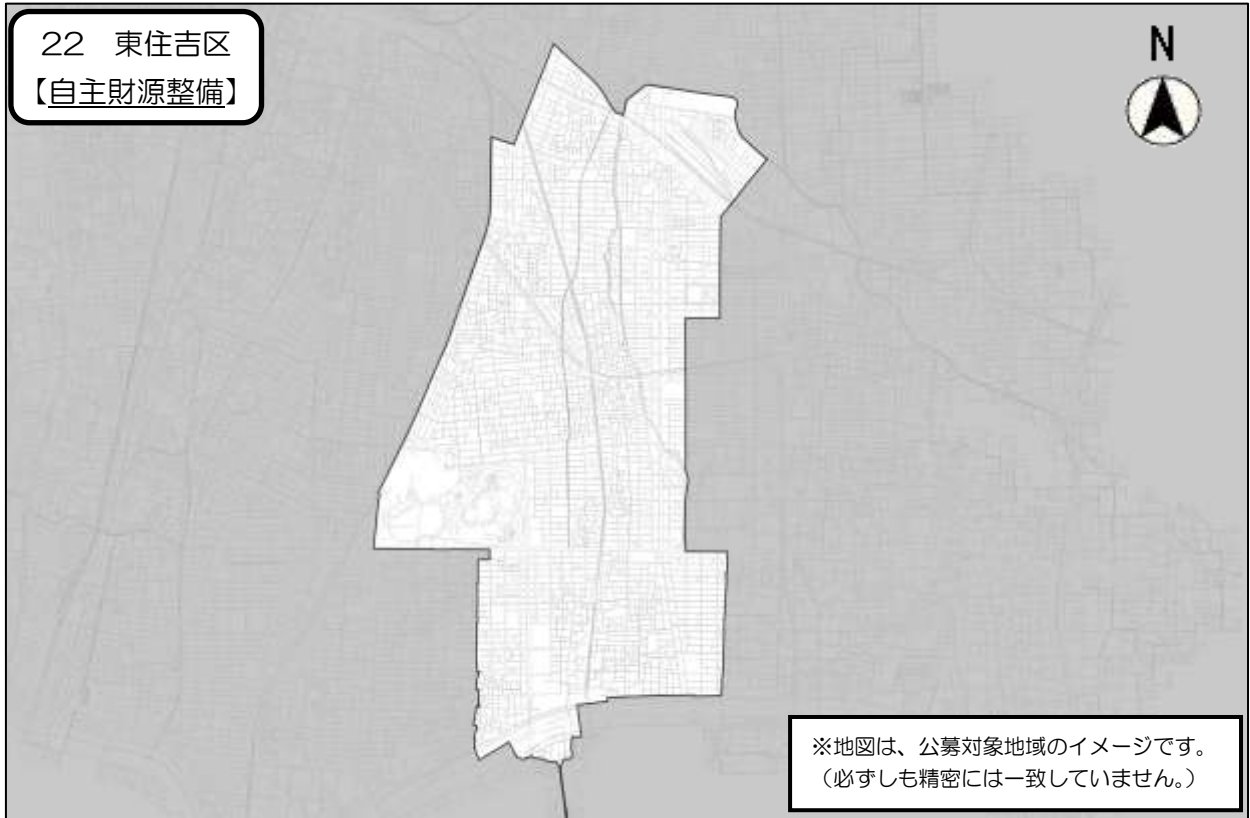 22 東住吉区
【自主財源整備】
N
※地図は、公募対象地域のイメージです。
（必ずしも精密には一致していません。）